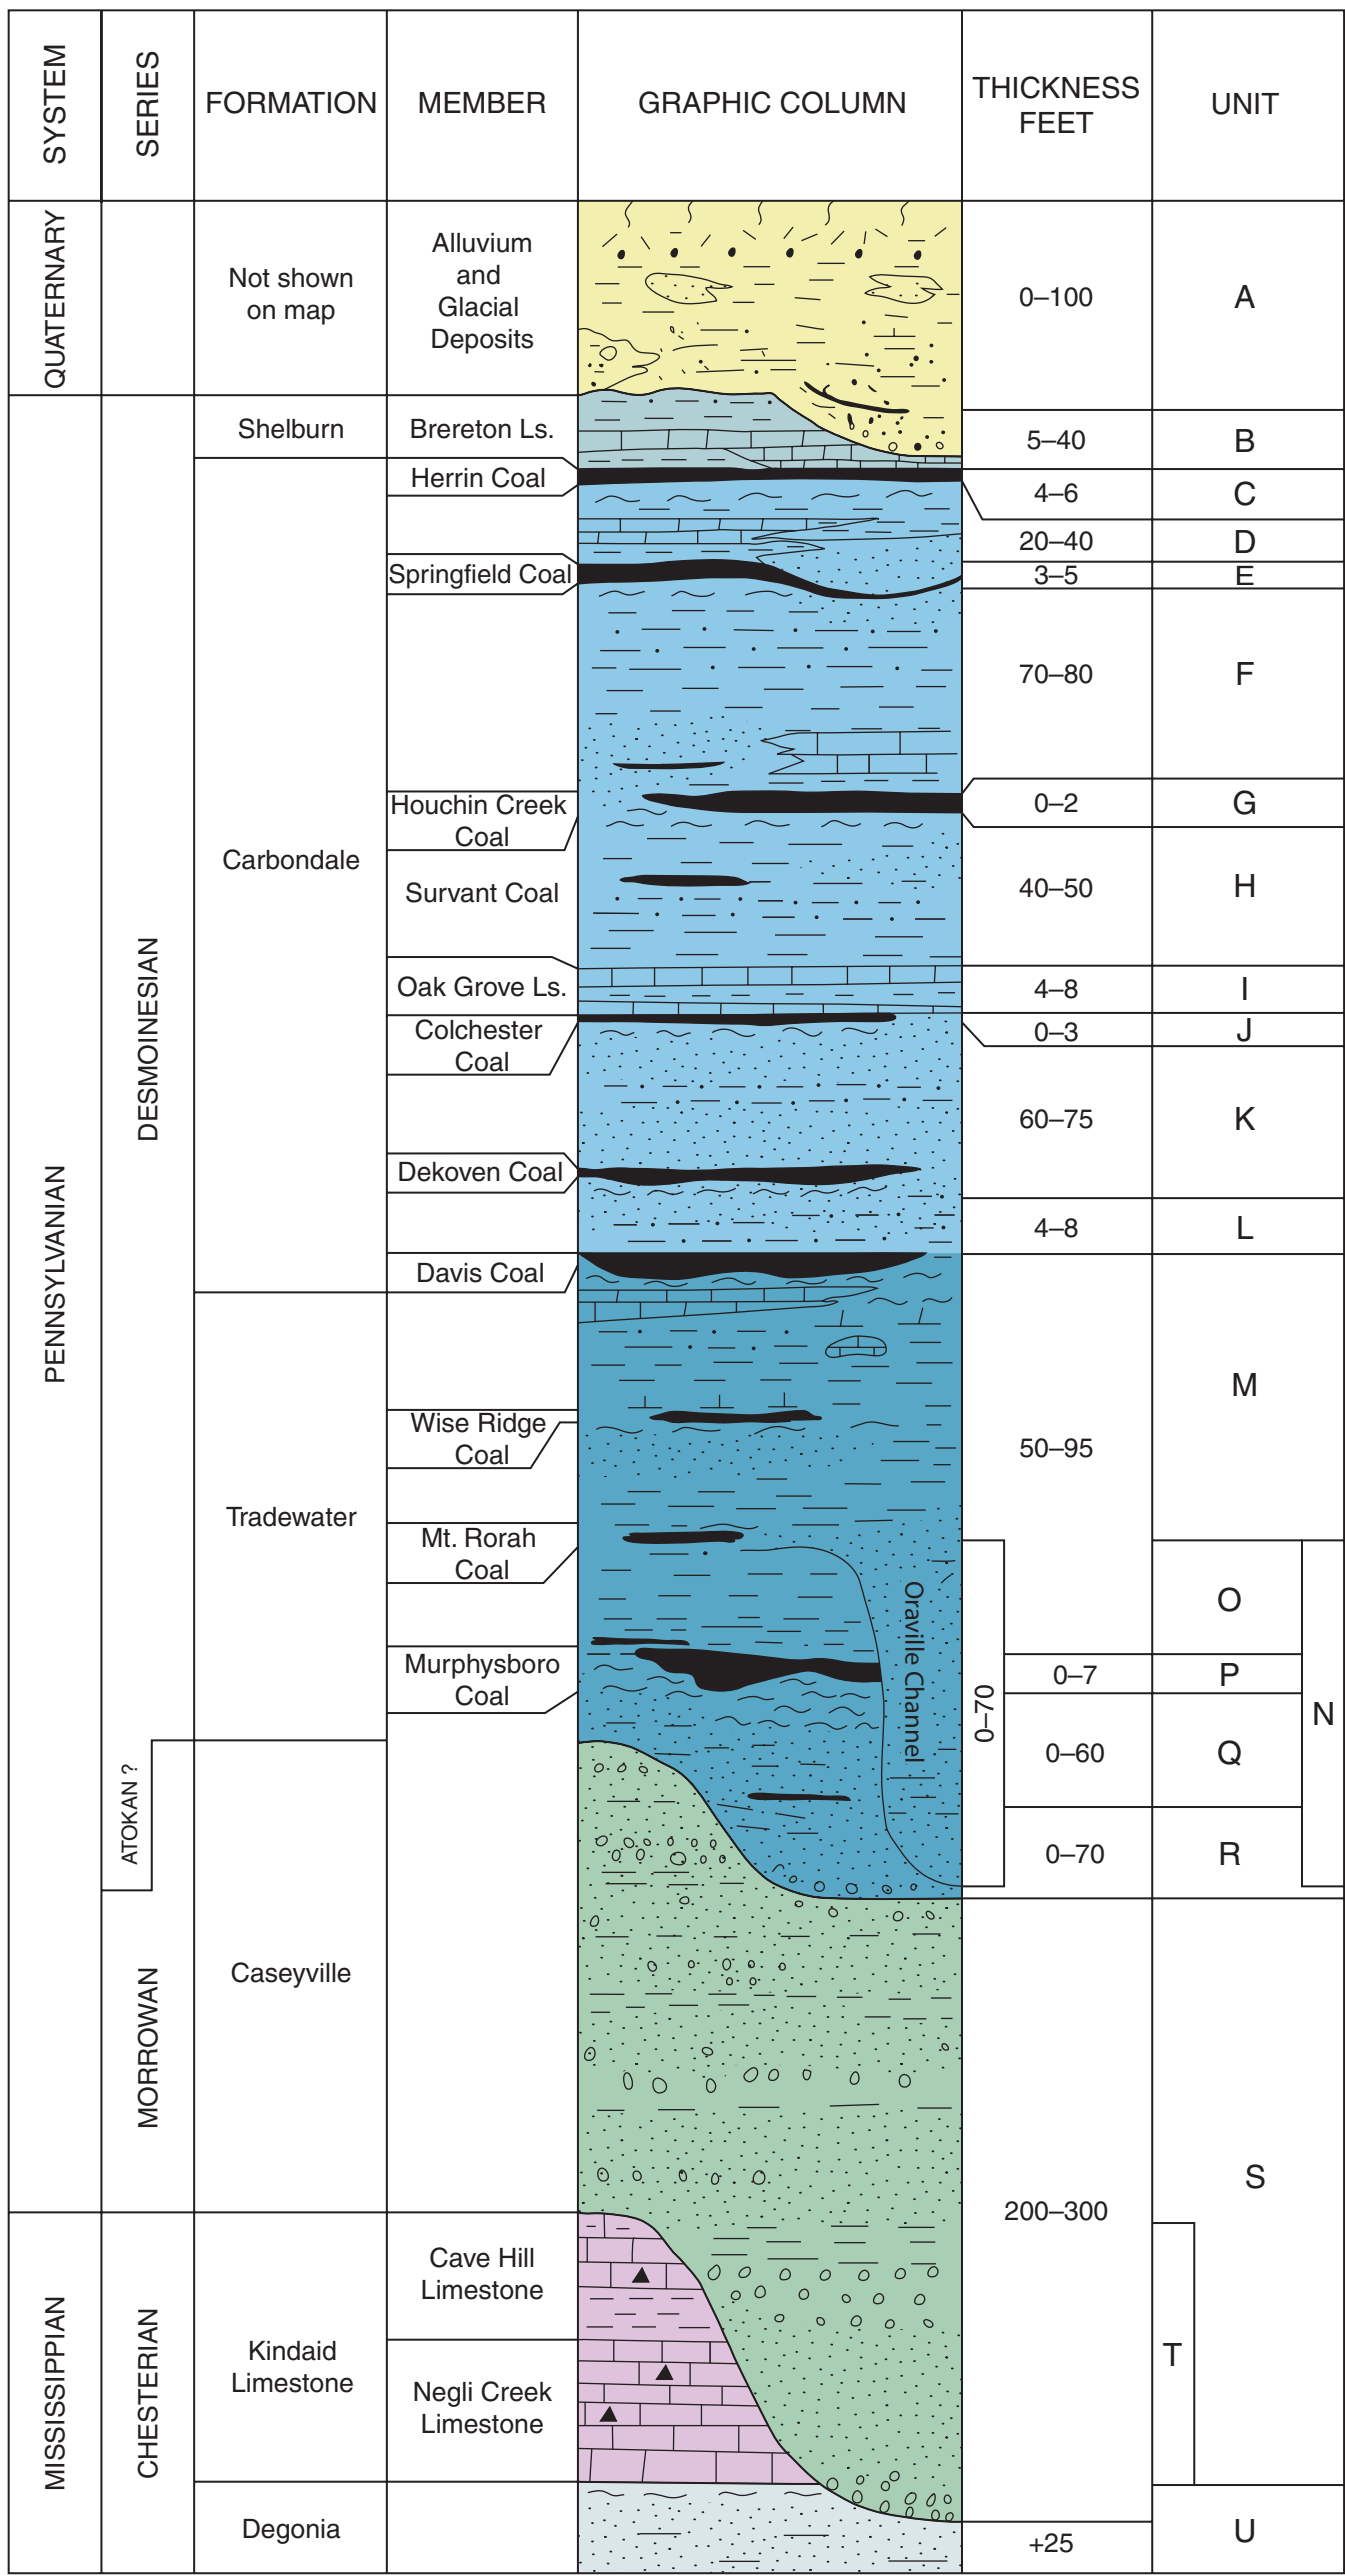 SYSTEM
SERIES
FORMATION
MEMBER
GRAPHIC COLUMN
THICKNESS
FEET
UNIT
QUATERNARY
Not shown
on map
Alluvium
and
Glacial
Deposits
0–100
A
PENNSYLVANIAN
DESMOINESIAN
Shelburn
Brereton Ls.
5–40
B
Carbondale
Herrin Coal
4–6
C
20–40
D
Springfield Coal
3–5
E
70–80
F
Houchin Creek
Coal
0–2
G
Survant Coal
40–50
H
Oak Grove Ls.
4–8
I
Colchester
Coal
0–3
J
60–75
K
Dekoven Coal
4–8
L
Davis Coal
Tradewater
50–95
M
Wise Ridge
Coal
Mt. Rorah
Coal
Oraville Channel
0–70
O
N
Murphysboro
Coal
0–7
P
0–60
Q
ATOKAN ?
0–70
R
MORROWAN
Caseyville
200–300
S
MISSISSIPPIAN
CHESTERIAN
Kindaid
Limestone
Cave Hill
Limestone
Negli Creek
Limestone
T
Degonia
+25
U